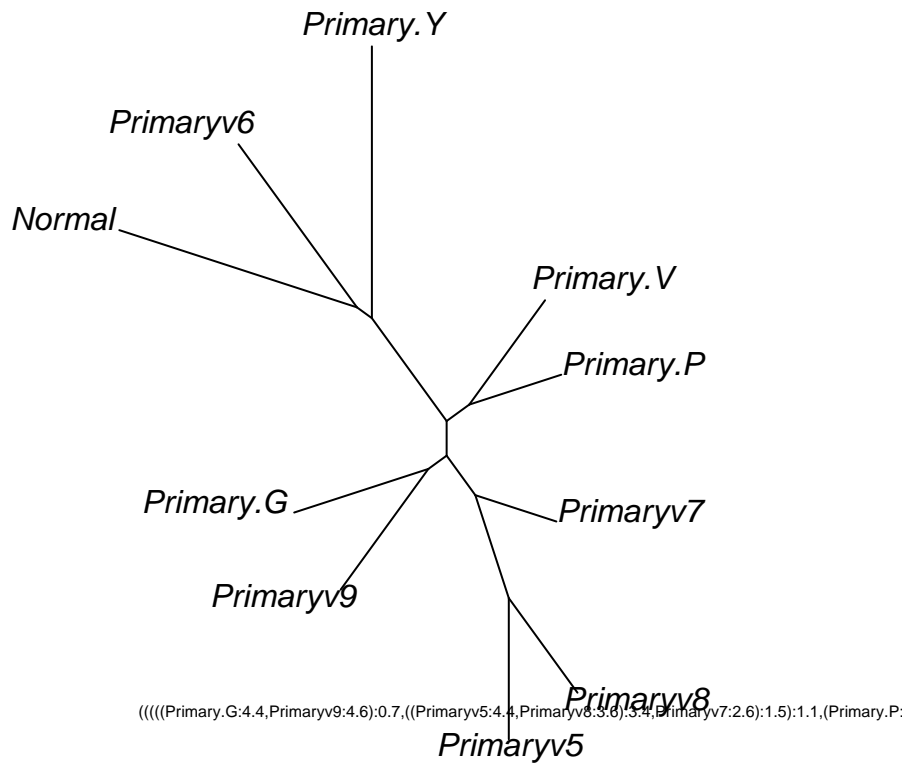 Primary.Y
Primaryv6
Normal
Primary.V
Primary.P
Primary.G
Primaryv7
Primaryv9
Primaryv8
(((((Primary.G:4.4,Primaryv9:4.6):0.7,((Primaryv5:4.4,Primaryv8:3.6):3.4,Primaryv7:2.6):1.5):1.1,(Primary.P:
Primaryv5